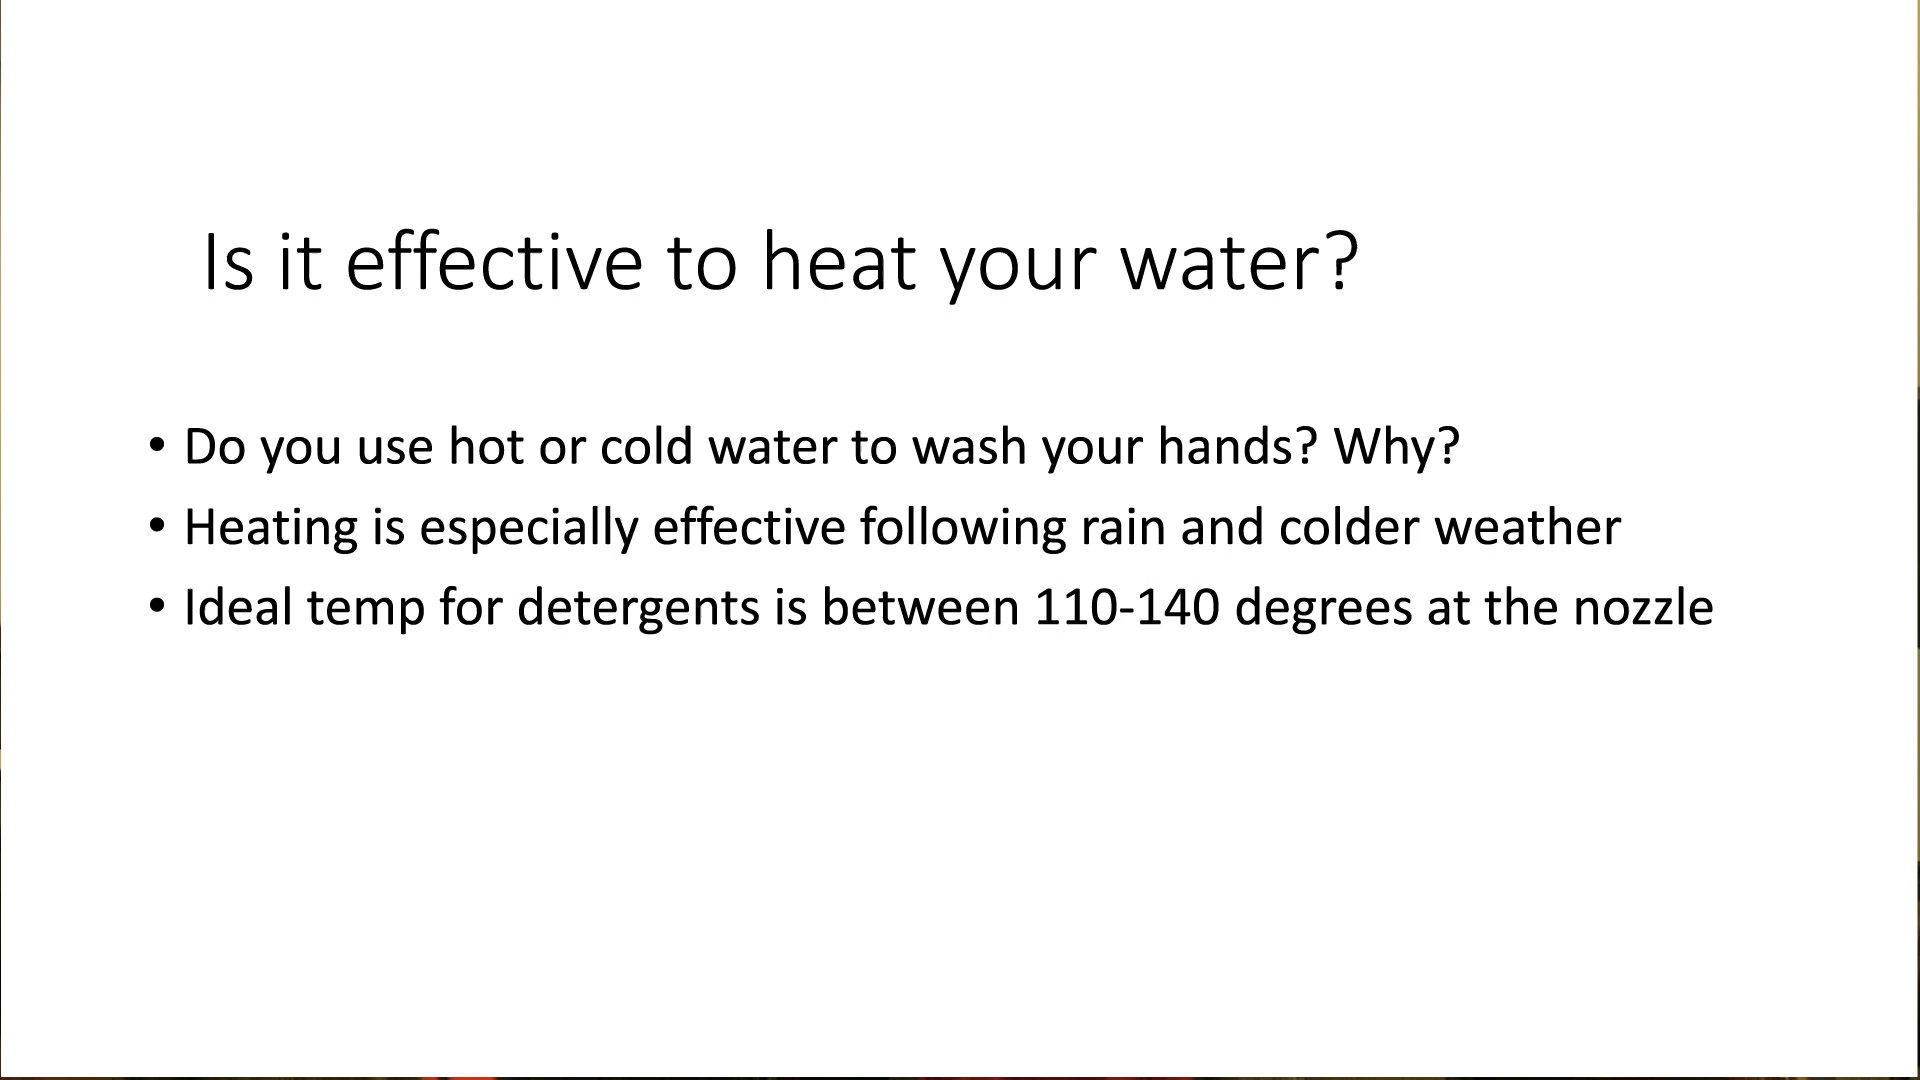 Is it effective to heat your water?
• Do you use hot or cold water to wash your hands? Why?
• Heating is especially effective following rain and colder weather
• Ideal temp for detergents is between 110-140 degrees at the nozzle